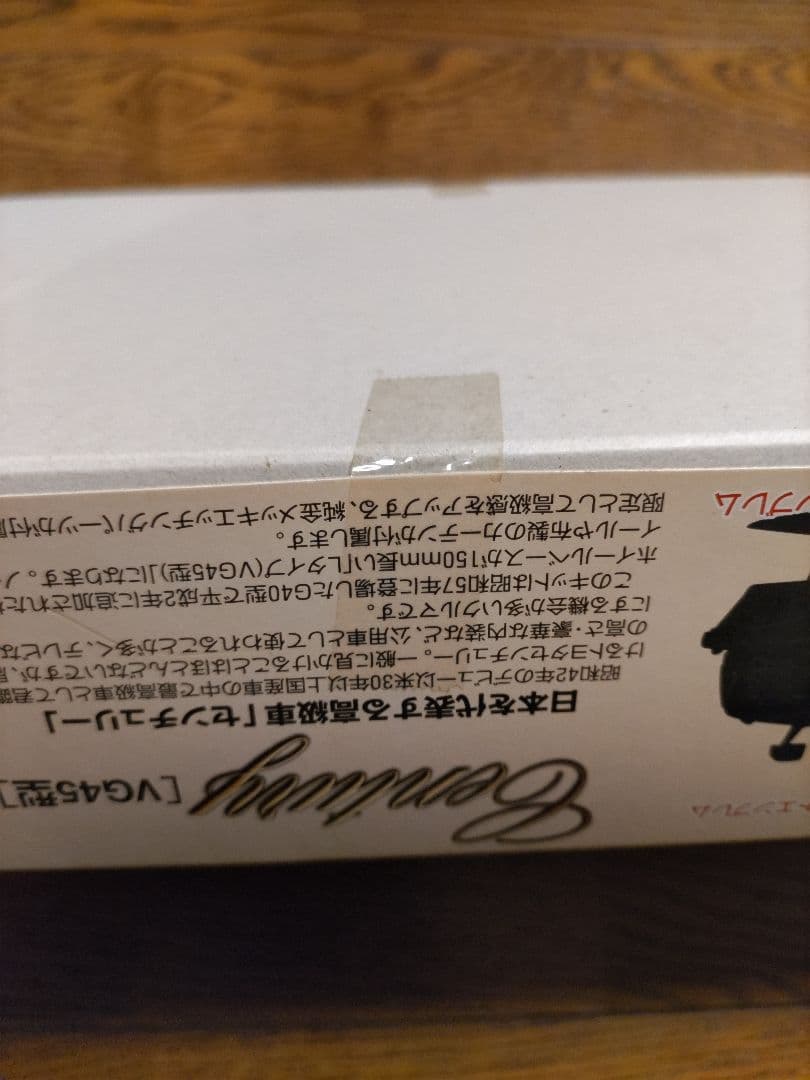 Century [VG45型]
日本を代表する高級車「センチュリー」
昭和42年のデビュー以来30年以上国産車の中で最高級車として君臨
けるトヨタセンチュリー。一般に見かけることはほとんどないですが、
の高さ・豪華な内装など、公用車として使われることが多く、テレビな
にする機会が多いクルマです。
このキットは昭和57年に登場したG40型で平成2年に追加された
ホイールベースが150mm長い「Lタイプ(VG45型)」になります。
イールや布製のカーテンが付属します。
限定として高級感をアップする、純金メッキエッチングパーツが付
エンブレム
ンブレム